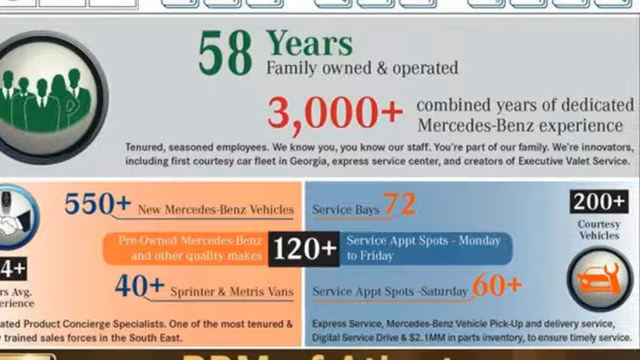 58 Years
Family owned & operated
3,000+ combined years of dedicated
Mercedes-Benz experience
Tenured, seasoned employees. We know you, you know our staff. You're part of our family. We're innovators,
including first courtesy car fleet in Georgia, express service center, and creators of Executive Valet Service.
550+ New Mercedes-Benz Vehicles
Pre-Owned Mercedes-Benz
and other quality makes
120+
40+ Sprinter & Metris Vans
4+
rs Avg.
erience
ated Product Concierge Specialists. One of the most tenured &
trained sales forces in the South East.
Service Bays 72
Service Appt Spots - Monday
to Friday
Service Appt Spots -Saturday 60+
200+
Courtesy
Vehicles
Express Service, Mercedes-Benz Vehicle Pick-Up and delivery service,
Digital Service Drive & $2.1MM in parts inventory, to ensure timely service.